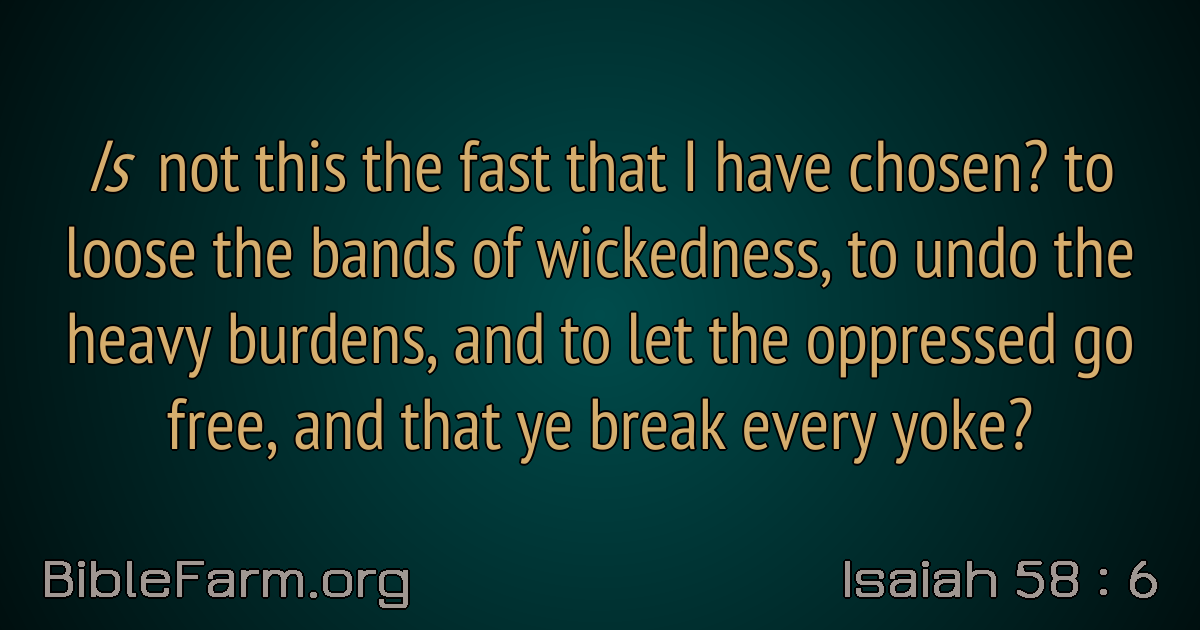 Is not this the fast that I have chosen? to
loose the bands of wickedness, to undo the
heavy burdens, and to let the oppressed go
free, and that ye break every yoke?
BibleFarm.org
Isaiah 58 : 6